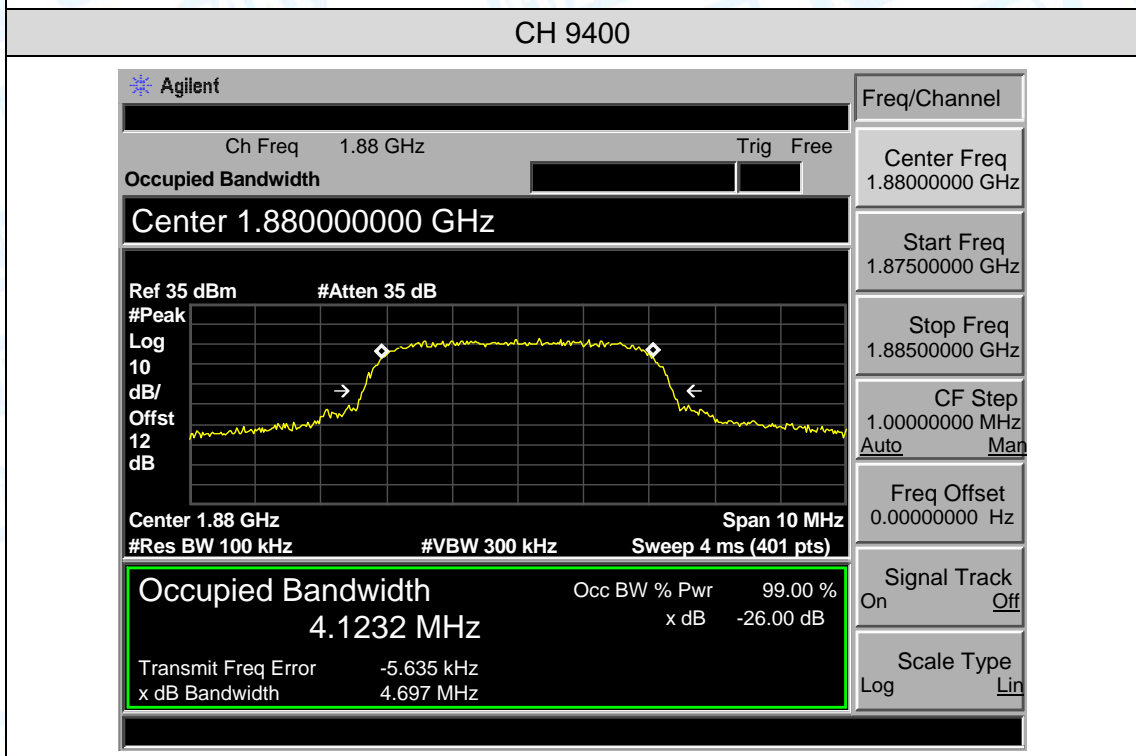 CH 9400
Agilent
Freq/Channel
Ch Freq 1.88 GHz Trig Free
Occupied Bandwidth
Center Freq
1.88000000 GHz
Center 1.880000000 GHz
Start Freq
1.87500000 GHz
Ref 35 dBm #Atten 35 dB
#Peak
Log
10
dB/
Offst
12
dB
Stop Freq
1.88500000 GHz
CF Step
1.00000000 MHz
Auto Man
Center 1.88 GHz Span 10 MHz
#Res BW 100 kHz #VBW 300 kHz Sweep 4 ms (401 pts)
Freq Offset
0.00000000 Hz
Occupied Bandwidth Occ BW % Pwr 99.00 %
4.1232 MHz x dB -26.00 dB
Transmit Freq Error -5.635 kHz
x dB Bandwidth 4.697 MHz
Signal Track
On Off
Scale Type
Log Lin